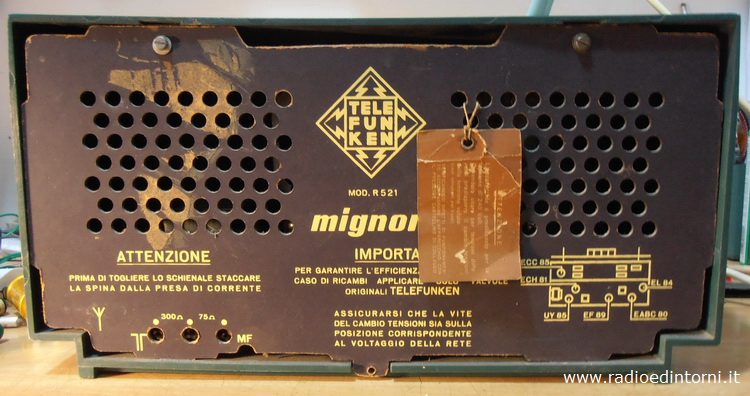 TELE
FUN
KEN
MOD. R 521
mignon
ATTENZIONE
PRIMA DI TOGLIERE LO SCHIENALE STACCARE
LA SPINA DALLA PRESA DI CORRENTE
300Ω 75Ω
MF
IMPORTA
PER GARANTIRE L'EFFICIENZA
CASO DI RICAMBI APPLICARE SOLO VALVOLE
ORIGINALI TELEFUNKEN
ASSICURARSI CHE LA VITE
DEL CAMBIO TENSIONI SIA SULLA
POSIZIONE CORRISPONDENTE
AL VOLTAGGIO DELLA RETE
ECC 85
ECH 81
EL 84
UY 85 EF 89 EABC 80
www.radioedintorni.it